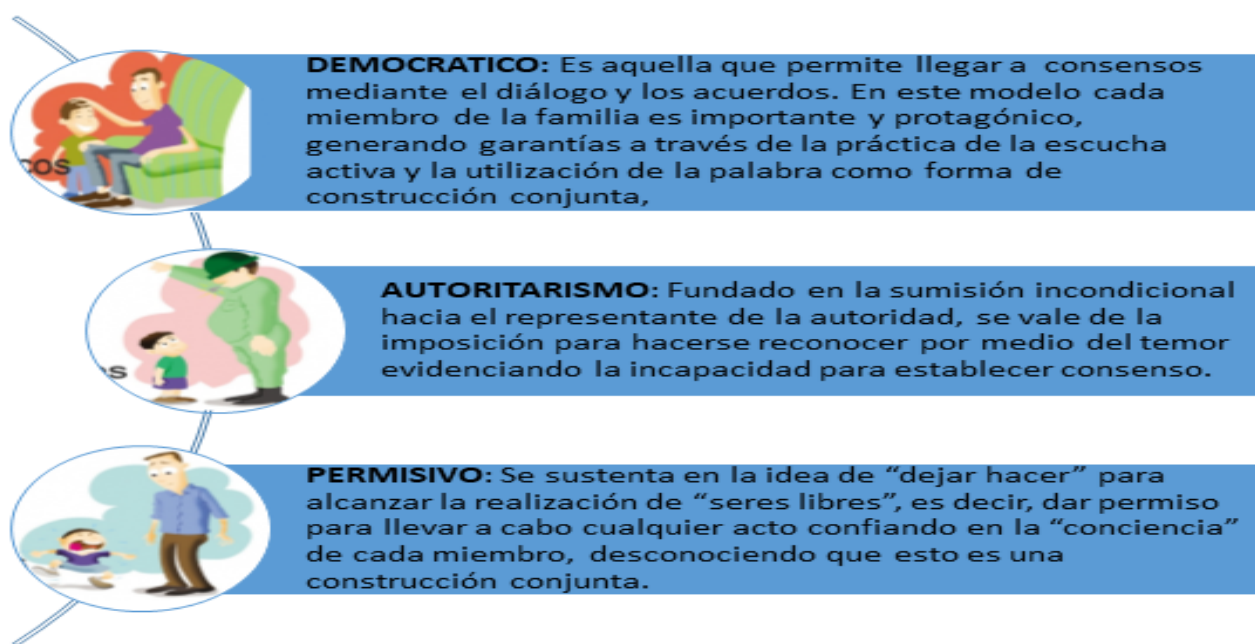 DEMOCRATICO: Es aquella que permite llegar a consensos
mediante el diálogo y los acuerdos. En este modelo cada
miembro de la familia es importante y protagónico,
generando garantías a través de la práctica de la escucha
activa y la utilización de la palabra como forma de
construcción conjunta,
COS
AUTORITARISMO: Fundado en la sumisión incondicional
hacia el representante de la autoridad, se vale de la
imposición para hacerse reconocer por medio del temor
evidenciando la incapacidad para establecer consenso.
os
PERMISIVO: Se sustenta en la idea de “dejar hacer” para
alcanzar la realización de “seres libres”, es decir, dar permiso
para llevar a cabo cualquier acto confiando en la “conciencia”
de cada miembro, desconociendo que esto es una
construcción conjunta.